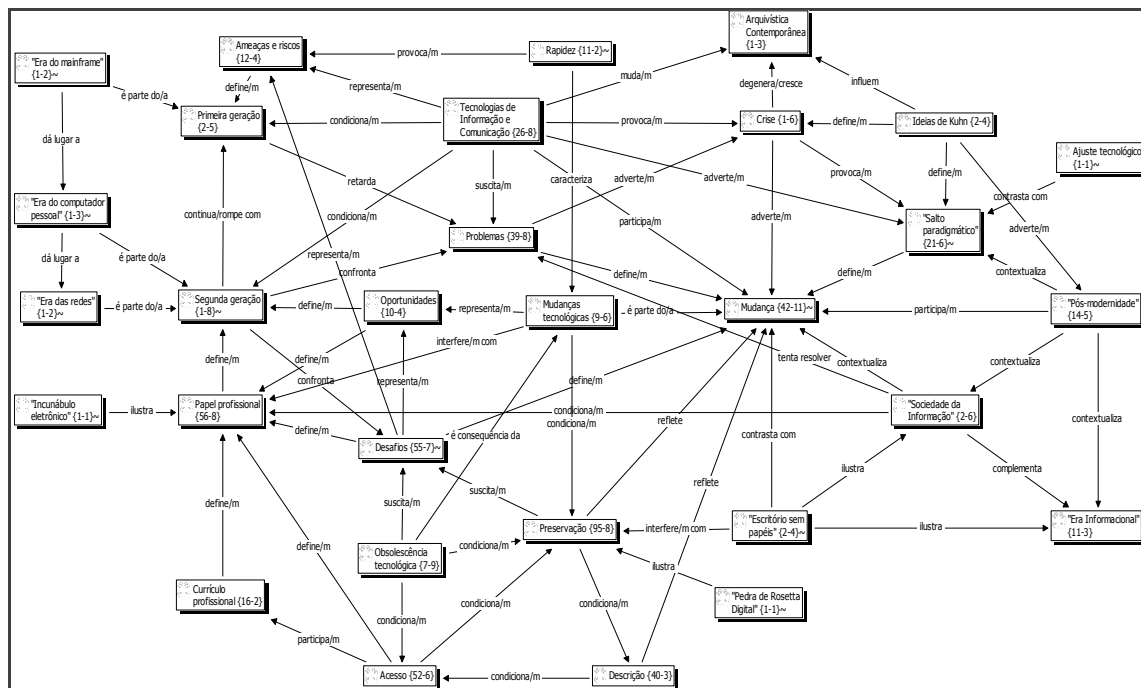 Arquivística
Contemporânea
{1-3}
Ameaças e riscos
{12-4}
Rapidez {11-2}~
"Era do mainframe"
{1-2}~
provoca/m
muda/m
define/m
representa/m
degenera/cresce
influem
é parte do/a
Primeira geração
{2-5}
condiciona/m
Tecnologias de
Informação e
Comunicação {26-8}
provoca/m
Crise {1-6}
define/m
Ideias de Kuhn {2-4}
dá lugar a
Ajuste tecnológico
{1-1}~
retarda
suscita/m
caracteriza
adverte/m
adverte/m
provoca/m
define/m
contrasta com
"Era do computador
pessoal" {1-3}~
continua/rompe com
condiciona/m
participa/m
adverte/m
"Salto
paradigmático"
{21-6}~
adverte/m
Problemas {39-8}
representa/m
dá lugar a
é parte do/a
confronta
define/m
define/m
contextualiza
"Era das redes"
{1-2}~
é parte do/a
Segunda geração
{1-8}~
define/m
Oportunidades
{10-4}
representa/m
Mudanças
tecnológicas {9-6}
é parte do/a
Mudança {42-11}~
participa/m
"Pós-modernidade"
{14-5}
interfere/m com
tenta resolver
define/m
define/m
contextualiza
contextualiza
confronta
representa/m
define/m
"Incunábulo
eletrônico" {1-1}~
ilustra
Papel profissional
{56-8}
condiciona/m
condiciona/m
"Sociedade da
Informação" {2-6}
contextualiza
define/m
Desafios {55-7}~
é consequência da
reflete
contrasta com
ilustra
complementa
suscita/m
suscita/m
reflete
define/m
Preservação {95-8}
interfere/m com
"Escritório sem
papéis" {2-4}~
ilustra
"Era Informacional"
{11-3}
define/m
Obsolescência
tecnológica {7-9}
condiciona/m
ilustra
Currículo
profissional {16-2}
condiciona/m
condiciona/m
condiciona/m
"Pedra de Rosetta
Digital" {1-1}~
participa/m
Acesso {52-6}
condiciona/m
Descrição {40-3}